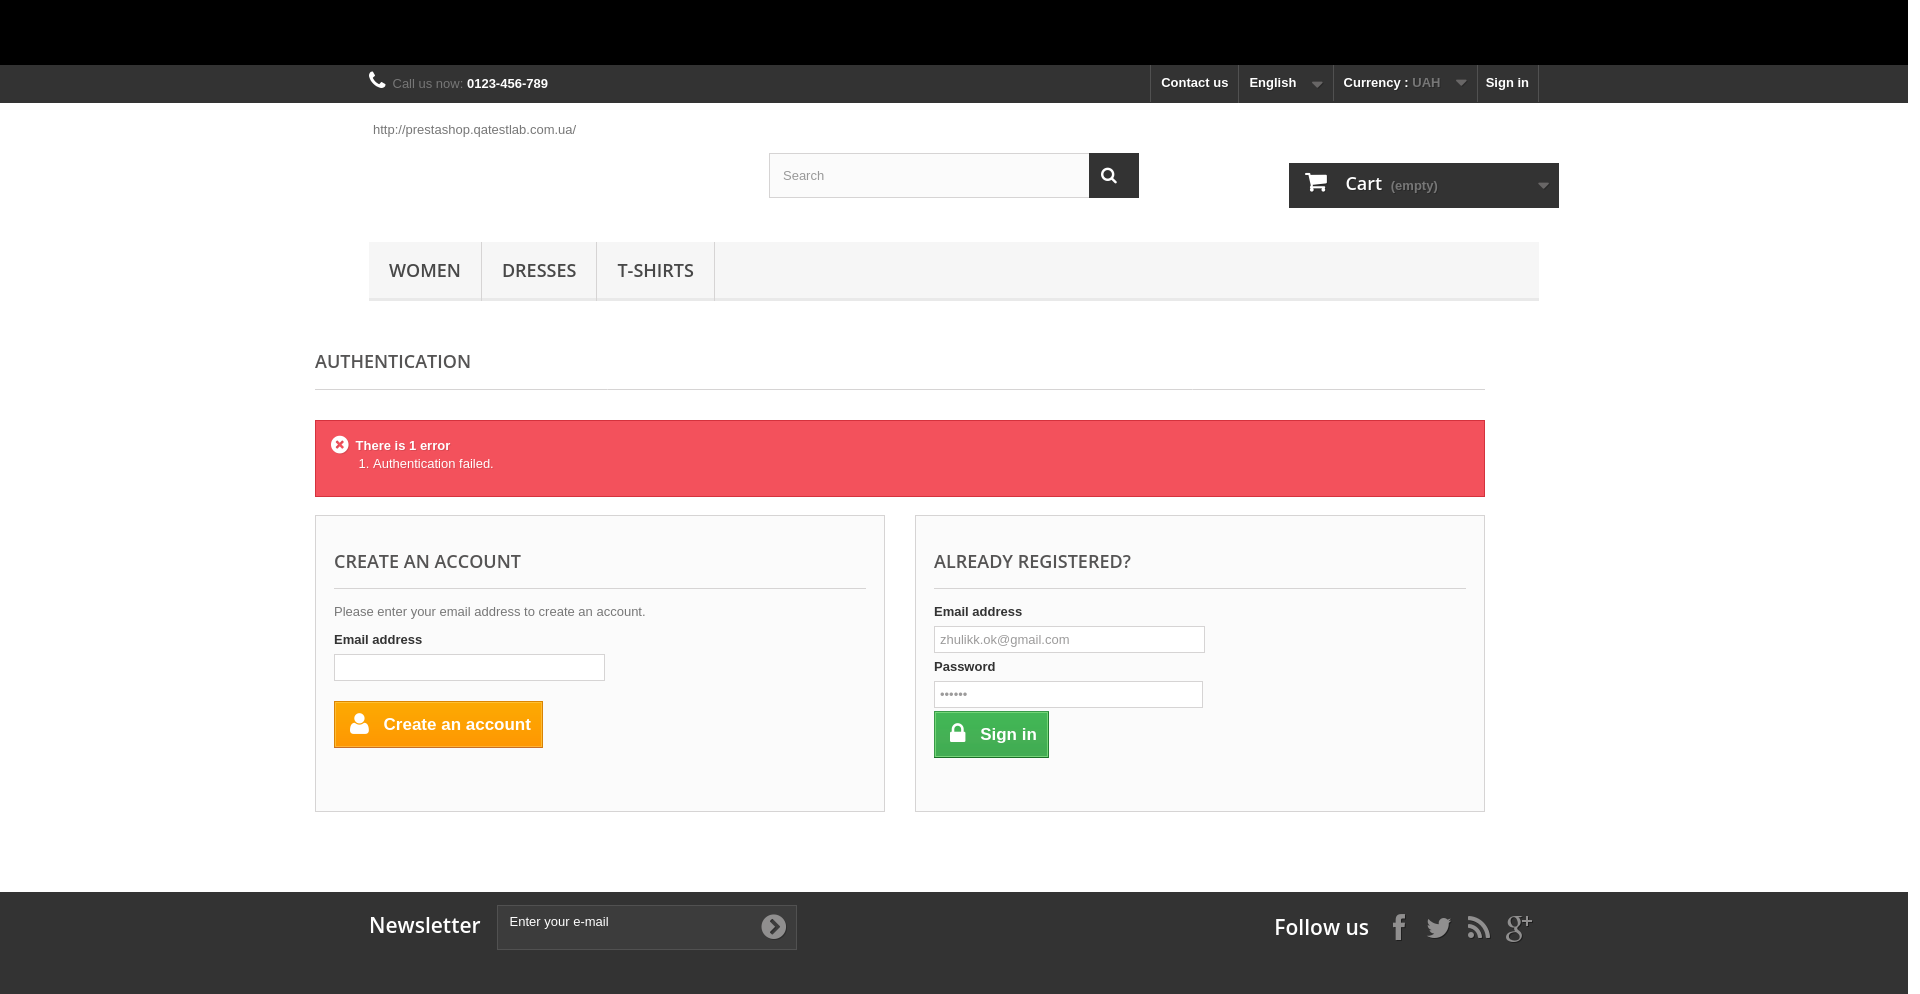 Call us now: 0123-456-789
Contact us
English
Currency : UAH
Sign in
http://prestashop.qatestlab.com.ua/
Search
Cart (empty)
WOMEN
DRESSES
T-SHIRTS
AUTHENTICATION
There is 1 error
1. Authentication failed.
CREATE AN ACCOUNT
Please enter your email address to create an account.
Email address
Create an account
ALREADY REGISTERED?
Email address
zhulikk.ok@gmail.com
Password
••••••
Sign in
Newsletter
Enter your e-mail
Follow us